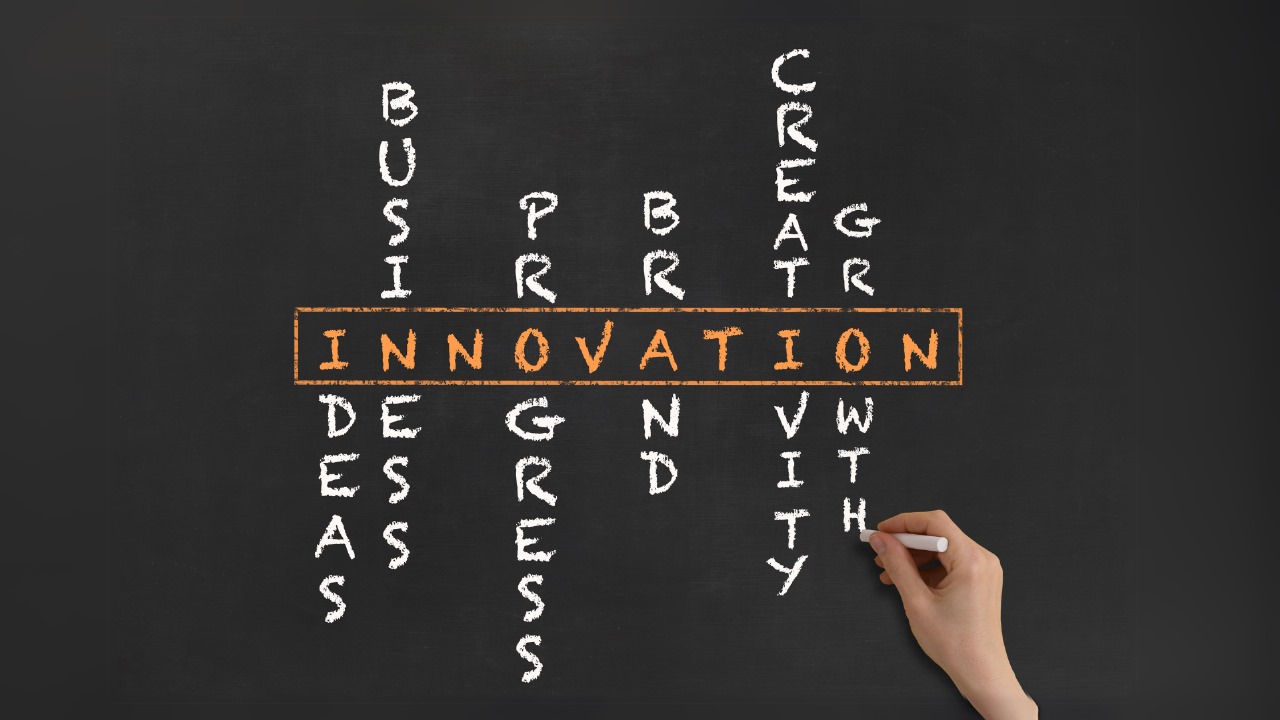 INNOVATION
IDEAS
BUSINESS
PROGRESS
BRAND
CREATIVITY
GROWTH